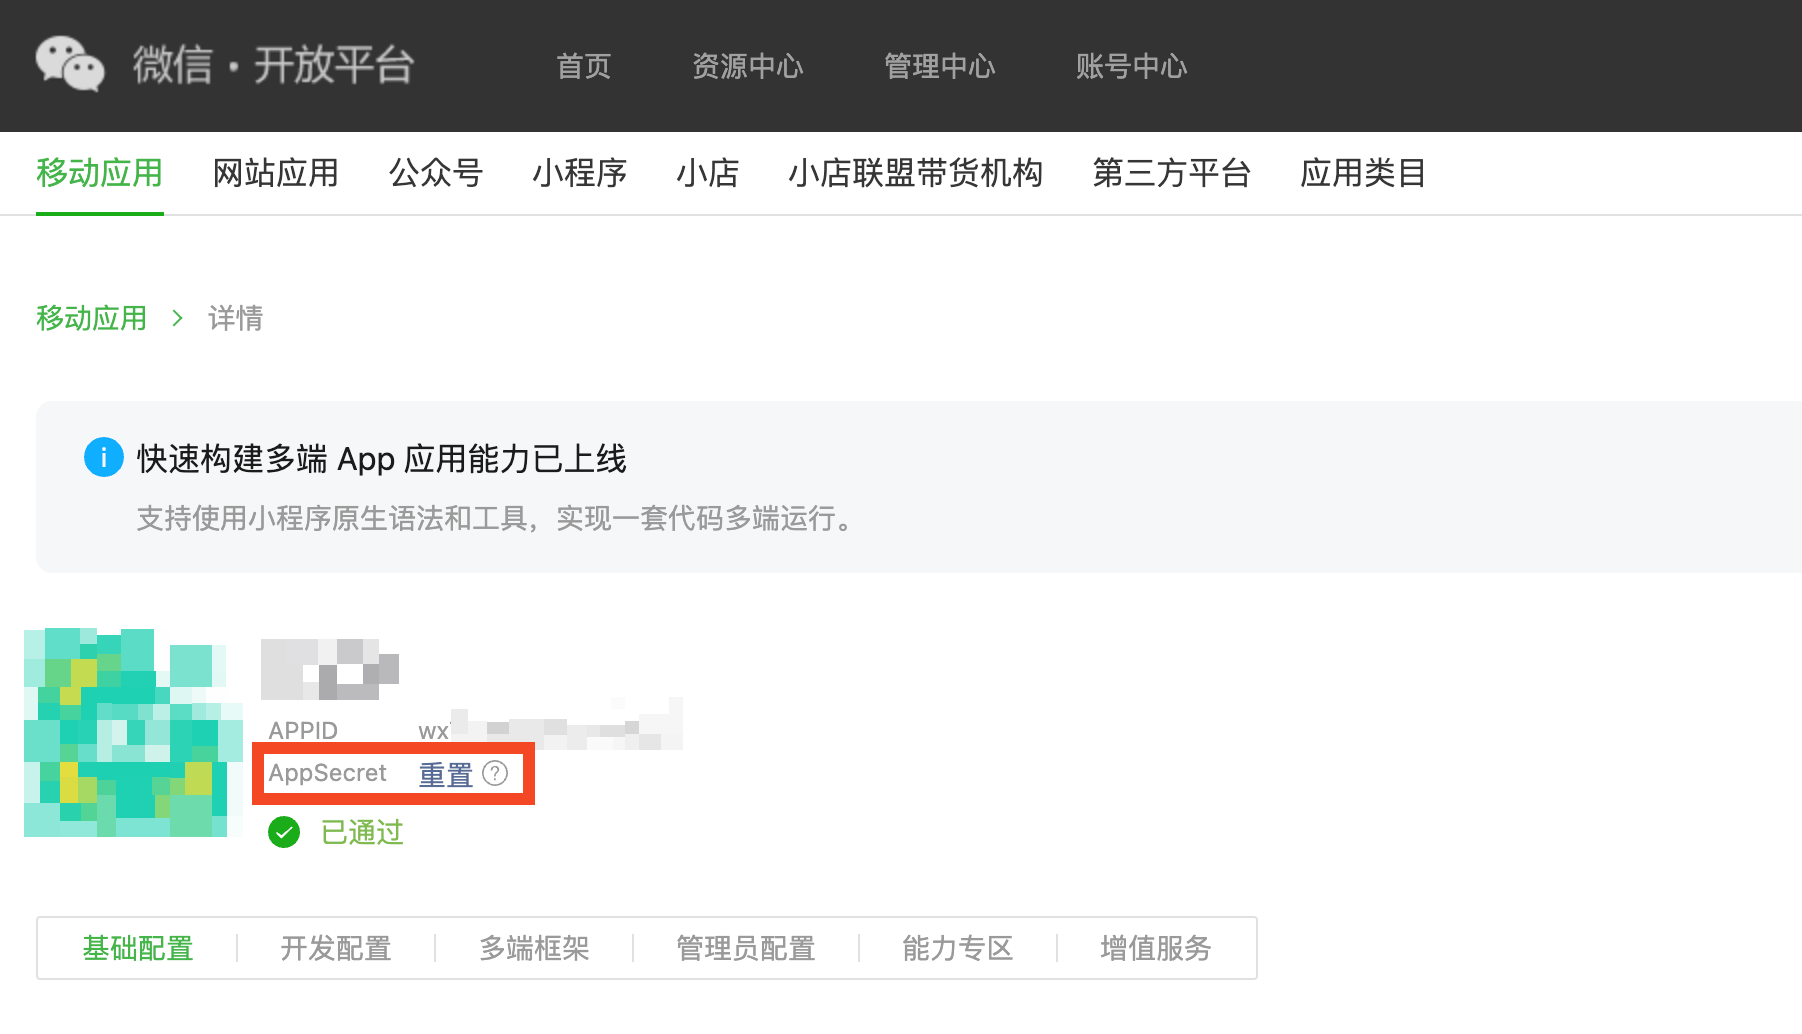 微信·开放平台 首页 资源中心 管理中心 账号中心
移动应用 网站应用 公众号 小程序 小店 小店联盟带货机构 第三方平台 应用类目
移动应用 > 详情
快速构建多端 App 应用能力已上线
支持使用小程序原生语法和工具，实现一套代码多端运行。
APPID wx
AppSecret 重置
已通过
基础配置 开发配置 多端框架 管理员配置 能力专区 增值服务